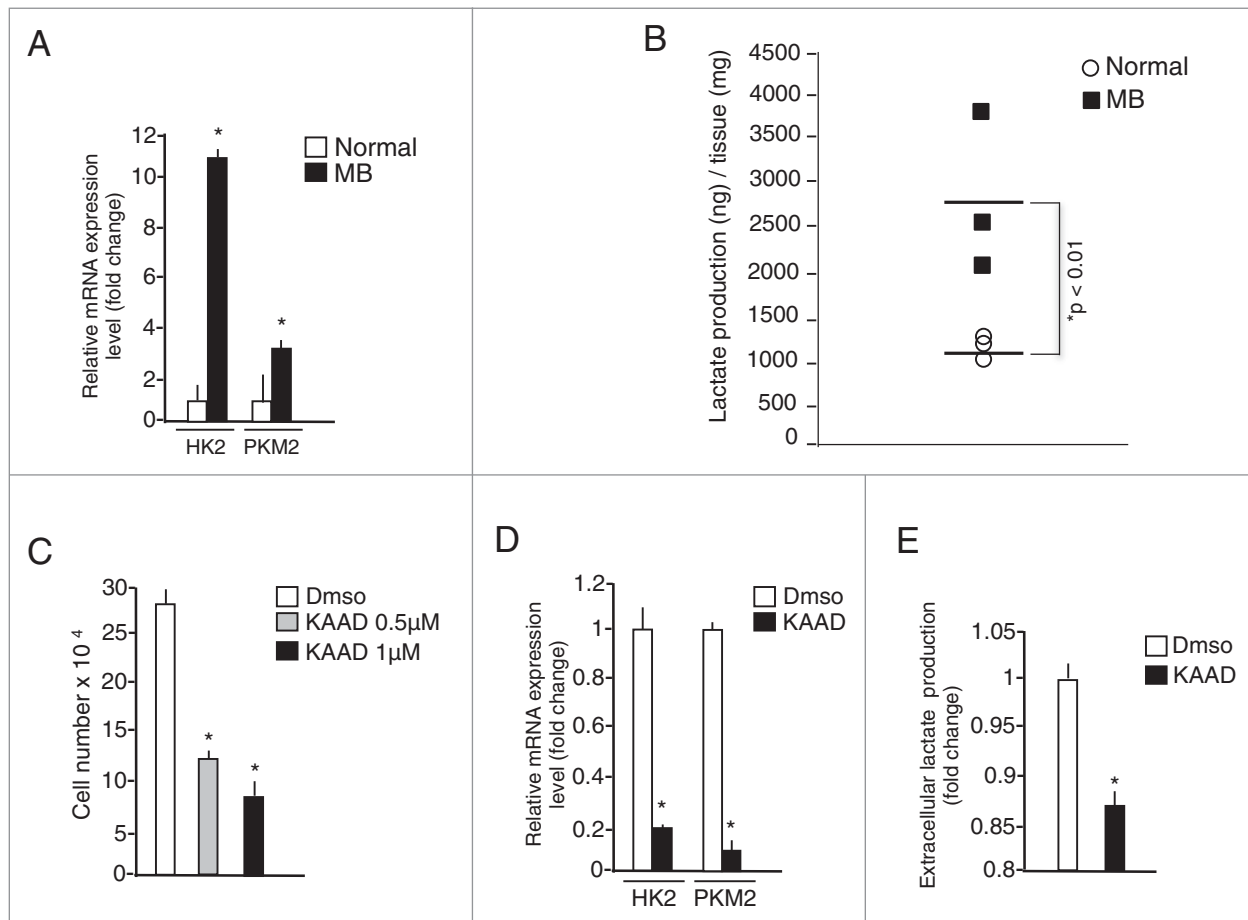 A
Relative mRNA expression
level (fold change)
12
10
8
6
4
2
0
*
*
Normal
MB
HK2 PKM2
B
Lactate production (ng) / tissue (mg)
4500
4000
3500
3000
2500
2000
1500
1000
500
0
Normal
MB
*p < 0.01
C
Cell number x 10 4
30
25
20
15
10
5
0
*
*
Dmso
KAAD 0.5μM
KAAD 1μM
D
Relative mRNA expression
level (fold change)
1.2
1
0.8
0.6
0.4
0.2
0
*
*
Dmso
KAAD
HK2 PKM2
E
Extracellular lactate production
(fold change)
1.05
1
0.95
0.9
0.85
0.8
*
Dmso
KAAD